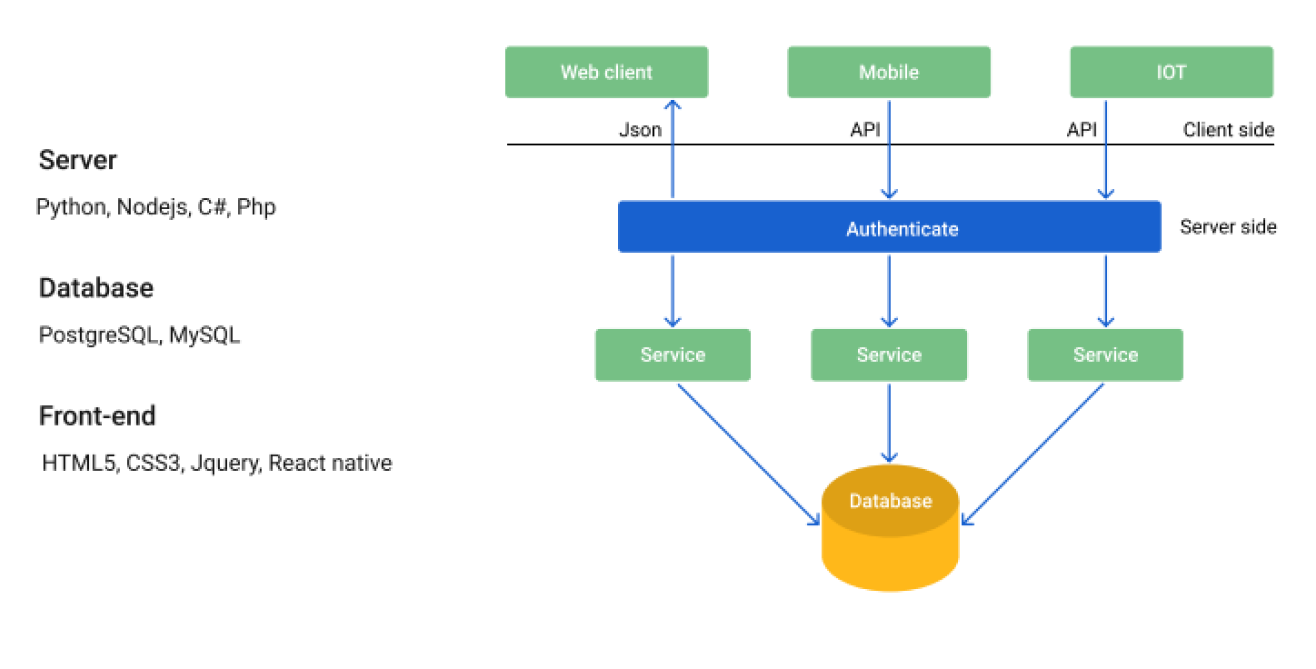 Server
Python, Nodejs, C#, Php
Database
PostgreSQL, MySQL
Front-end
HTML5, CSS3, Jquery, React native
Web client
Mobile
IOT
Json
API
API
Client side
Authenticate
Server side
Service
Service
Service
Database